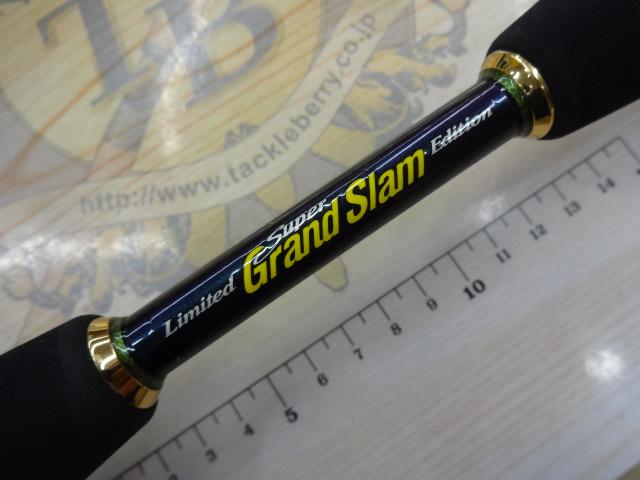 TB
http://www.tackleberry.co.jp
Limited Super Grand Slam Edition
2 3 4 5 6 7 8 9 10 11 12 13 14